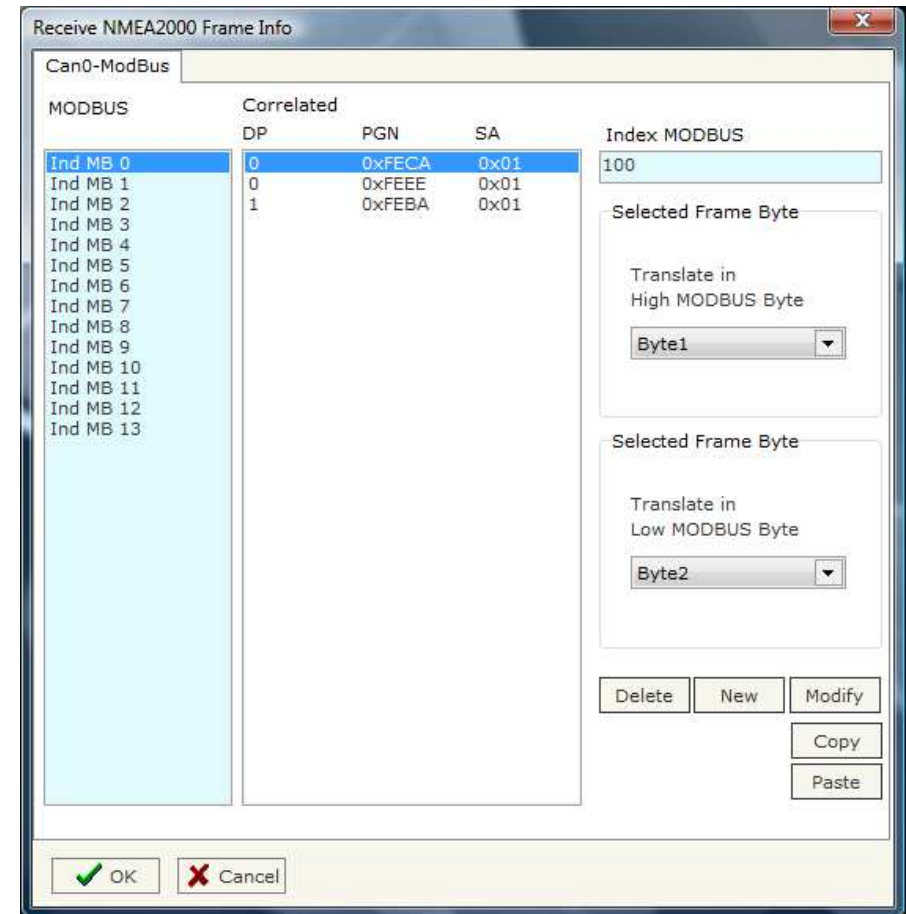 Receive NMEA2000 Frame Info
Can0-ModBus
MODBUS
Correlated
DP PGN SA
Ind MB 0
Ind MB 1
Ind MB 2
Ind MB 3
Ind MB 4
Ind MB 5
Ind MB 6
Ind MB 7
Ind MB 8
Ind MB 9
Ind MB 10
Ind MB 11
Ind MB 12
Ind MB 13
0 0xFECA 0x01
0 0xFEEE 0x01
1 0xFEBA 0x01
Index MODBUS
100
Selected Frame Byte
Translate in
High MODBUS Byte
Byte1
Selected Frame Byte
Translate in
Low MODBUS Byte
Byte2
Delete New Modify
Copy
Paste
OK Cancel